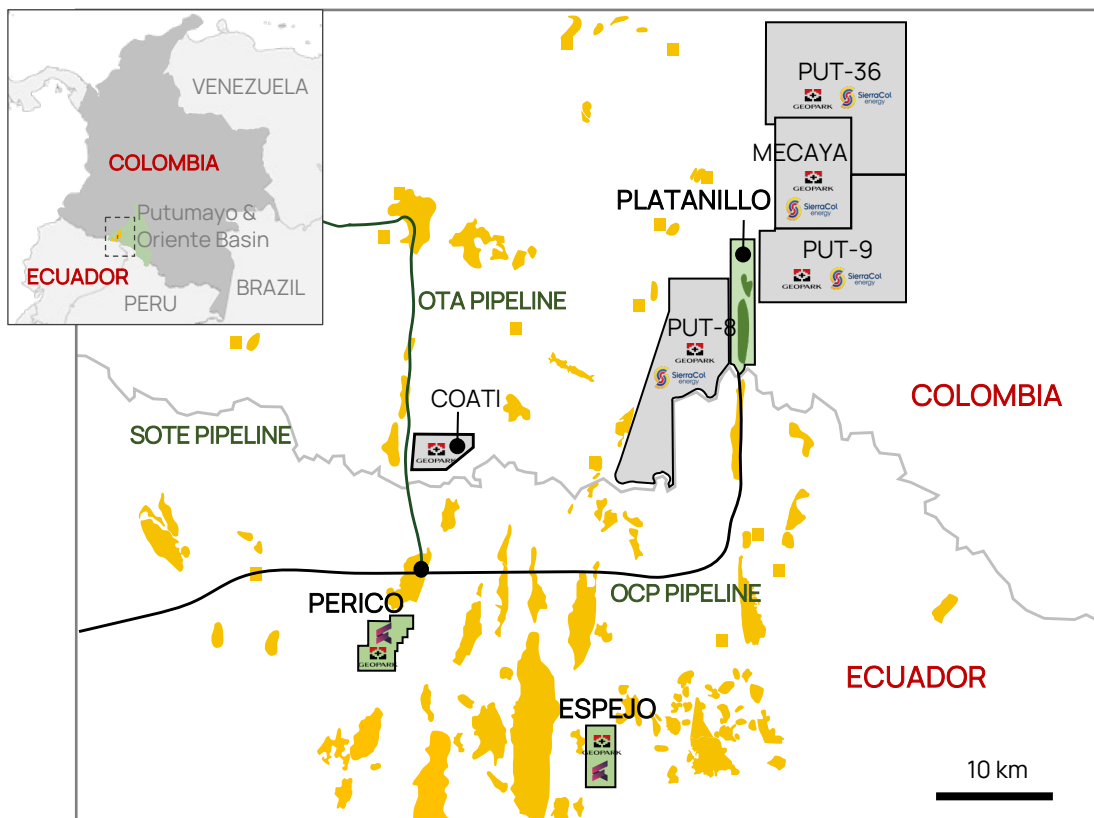 VENEZUELA
COLOMBIA
Putumayo &
Oriente Basin
ECUADOR
PERU
BRAZIL
PUT-36
GEOPARK
SierraCol
energy
MECAYA
GEOPARK
SierraCol
energy
PLATANILLO
PUT-9
GEOPARK
SierraCol
energy
OTA PIPELINE
PUT-8
GEOPARK
SierraCol
energy
COATI
GEOPARK
COLOMBIA
SOTE PIPELINE
OCP PIPELINE
PERICO
GEOPARK
ECUADOR
ESPEJO
GEOPARK
10 km